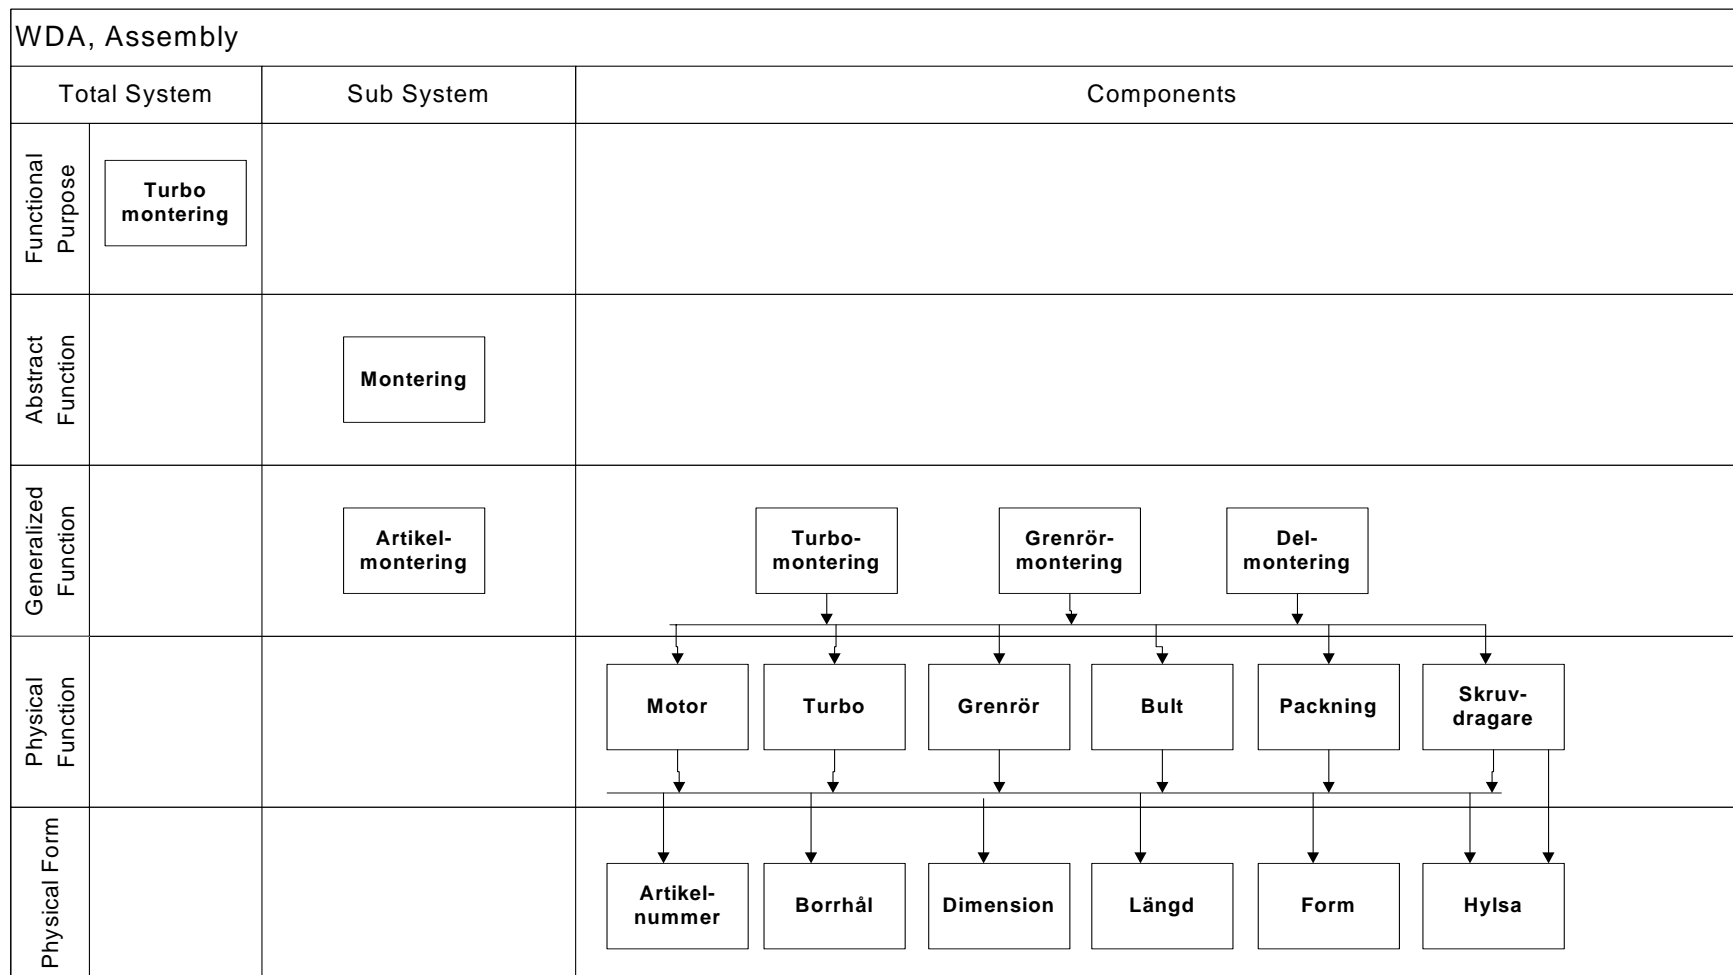 WDA, Assembly
Total System
Sub System
Components
Functional
Purpose
Turbo
montering
Abstract
Function
Montering
Generalized
Function
Artikel-
montering
Turbo-
montering
Grenrör-
montering
Del-
montering
Physical
Function
Motor
Turbo
Grenrör
Bult
Packning
Skruv-
dragare
Physical Form
Artikel-
nummer
Borrhål
Dimension
Längd
Form
Hylsa